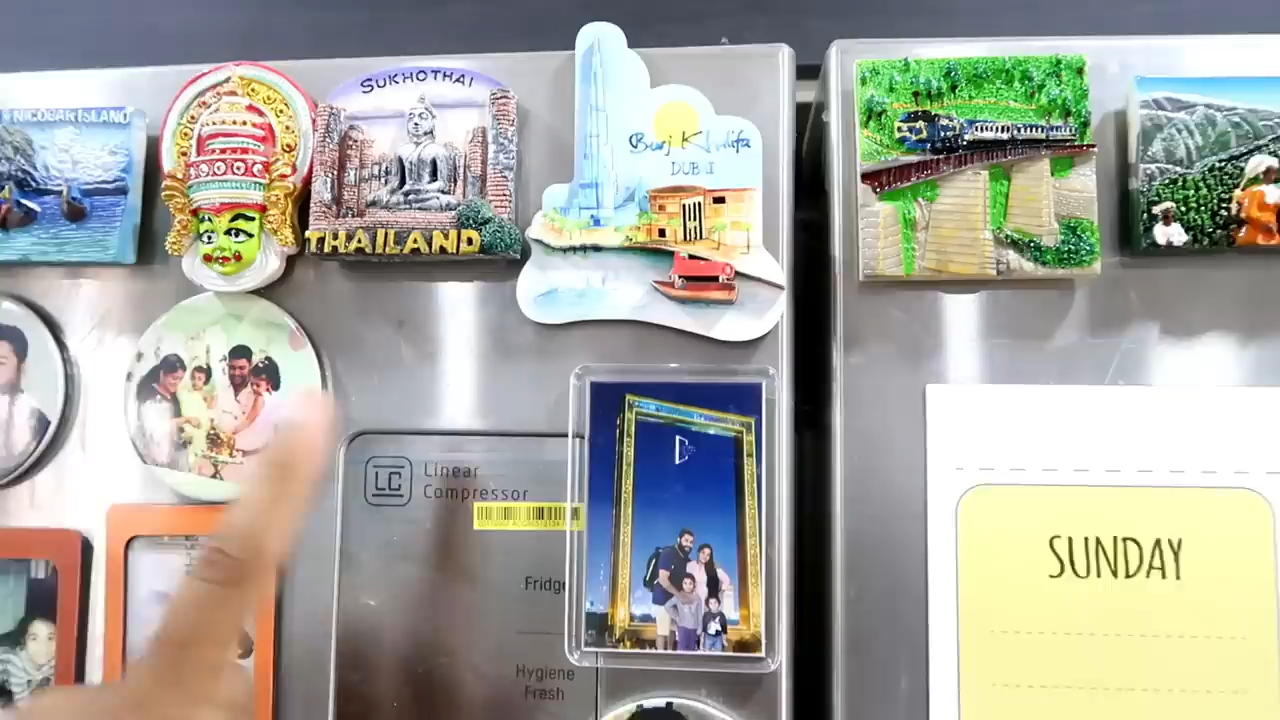 NICOBAR ISLAND
SUKHOTHAI
THAILAND
Burj Khalifa
DUBAI
LC
Linear
Compressor
Fridge
Hygiene
Fresh
SUNDAY